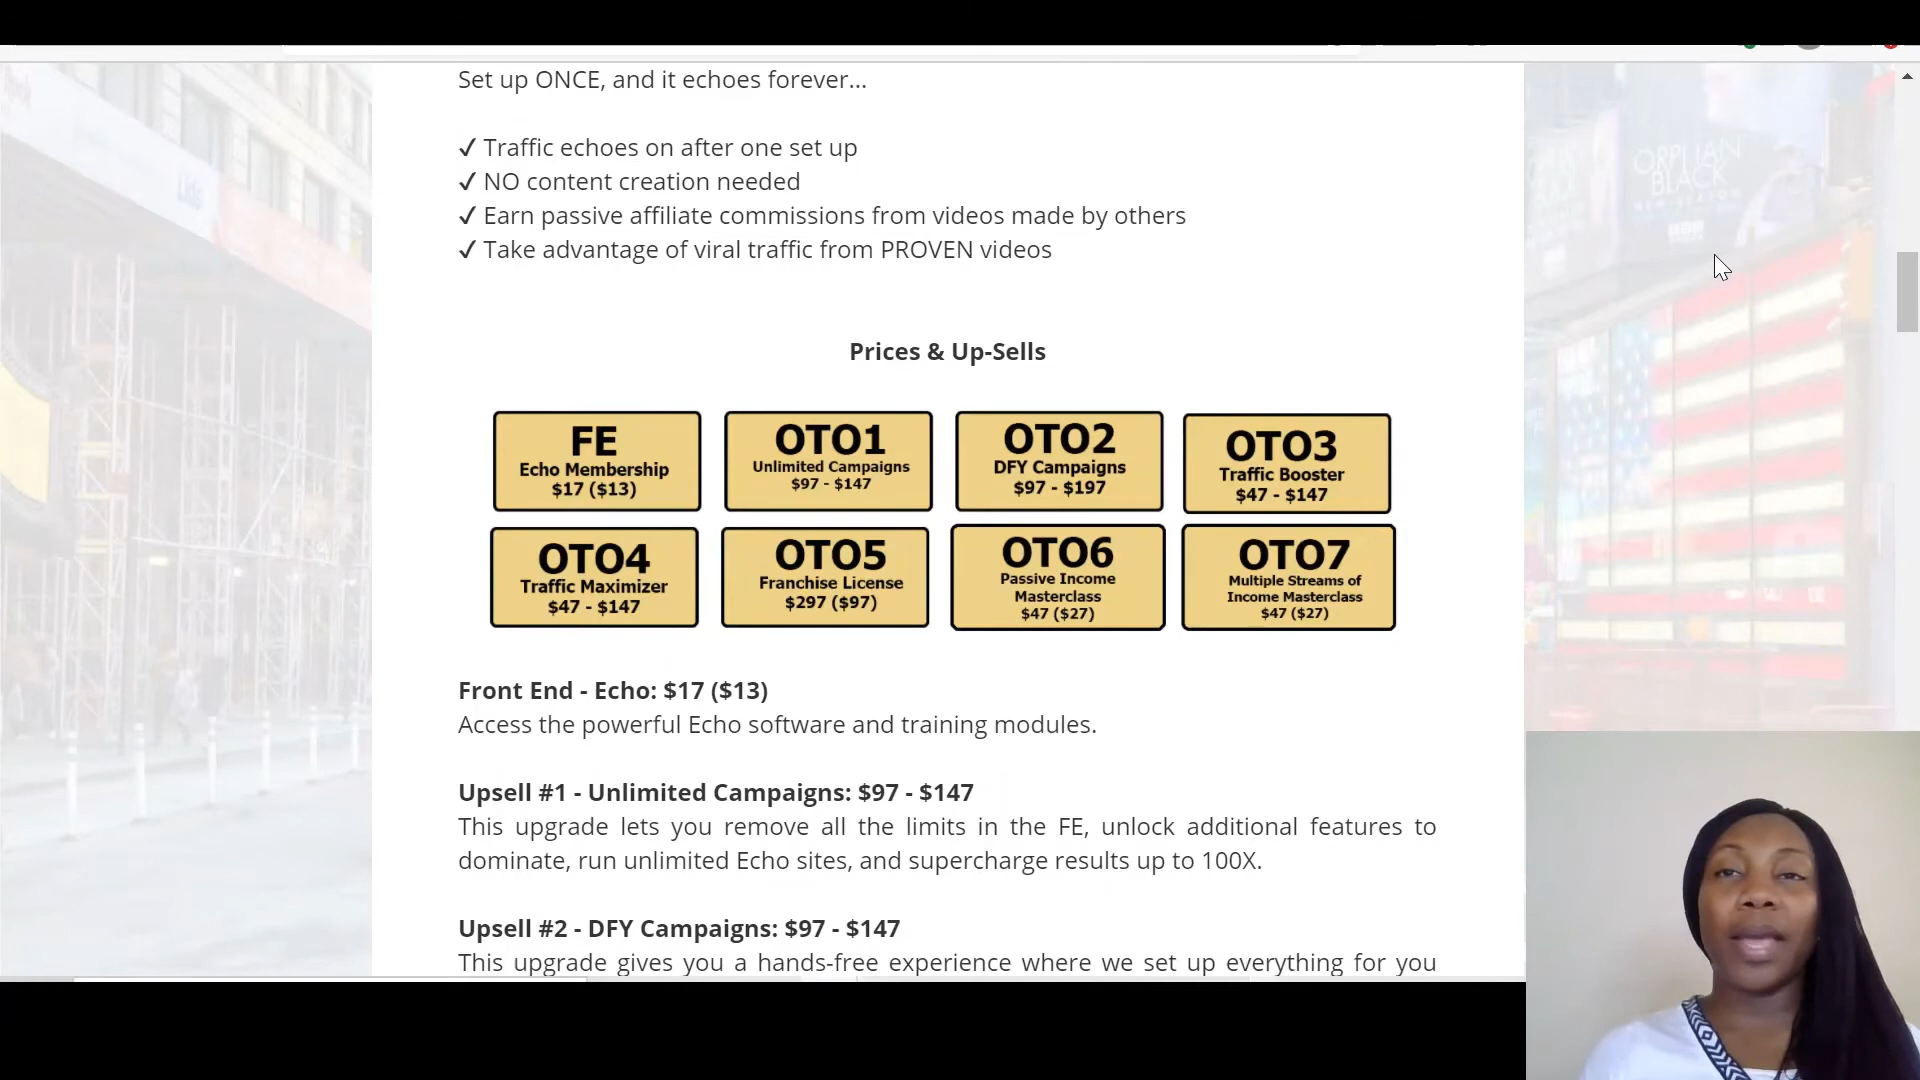 Set up ONCE, and it echoes forever...
✓ Traffic echoes on after one set up
✓ NO content creation needed
✓ Earn passive affiliate commissions from videos made by others
✓ Take advantage of viral traffic from PROVEN videos
ORPHAN
BLACK
Prices & Up-Sells
FE
Echo Membership
$17 ($13)
OTO1
Unlimited Campaigns
$97 - $147
OTO2
DFY Campaigns
$97 - $197
OTO3
Traffic Booster
$47 - $147
OTO4
Traffic Maximizer
$47 - $147
OTO5
Franchise License
$297 ($97)
OTO6
Passive Income
Masterclass
$47 ($27)
OTO7
Multiple Streams of
Income Masterclass
$47 ($27)
Front End - Echo: $17 ($13)
Access the powerful Echo software and training modules.
Upsell #1 - Unlimited Campaigns: $97 - $147
This upgrade lets you remove all the limits in the FE, unlock additional features to
dominate, run unlimited Echo sites, and supercharge results up to 100X.
Upsell #2 - DFY Campaigns: $97 - $147
This upgrade gives you a hands-free experience where we set up everything for you